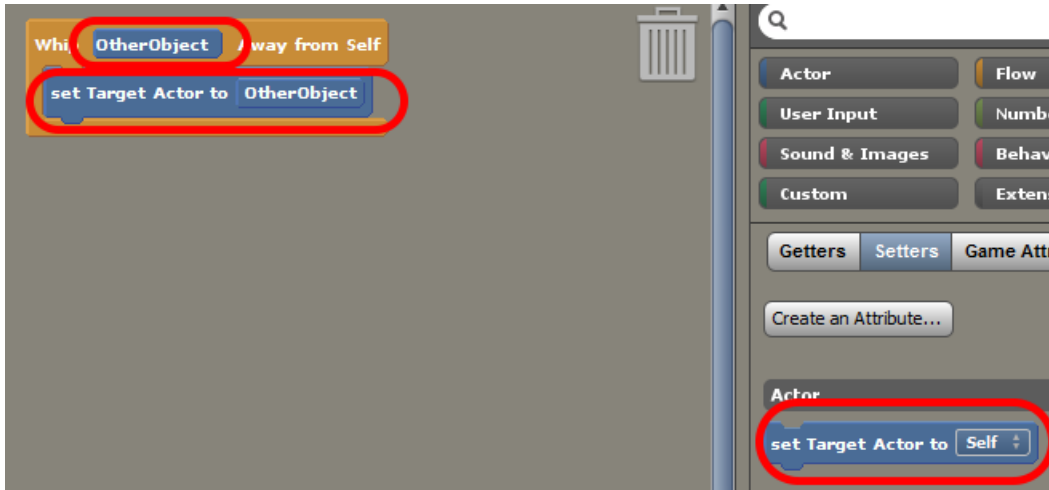 Whip OtherObject Away from Self
set Target Actor to OtherObject
Actor
Flow
User Input
Sound & Images
Custom
Getters Setters
Create an Attribute...
Actor
set Target Actor to Self